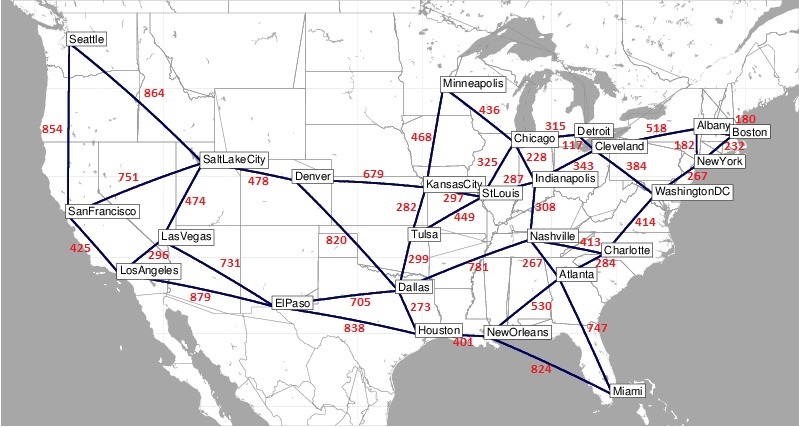 Seattle
Minneapolis
864
436
854
315
Detroit
518
Albany
180
Boston
468
Chicago
117
Cleveland
182
232
SaltLakeCity
325
228
NewYork
751
478
Denver
679
343
384
267
KansasCity
StLouis
287
Indianapolis
WashingtonDC
474
297
SanFrancisco
282
449
308
414
LasVegas
Tulsa
Nashville
413
425
296
820
Charlotte
LosAngeles
731
299
781
267
284
Atlanta
879
Dallas
ElPaso
705
273
530
838
Houston
401
NewOrleans
747
824
Miami